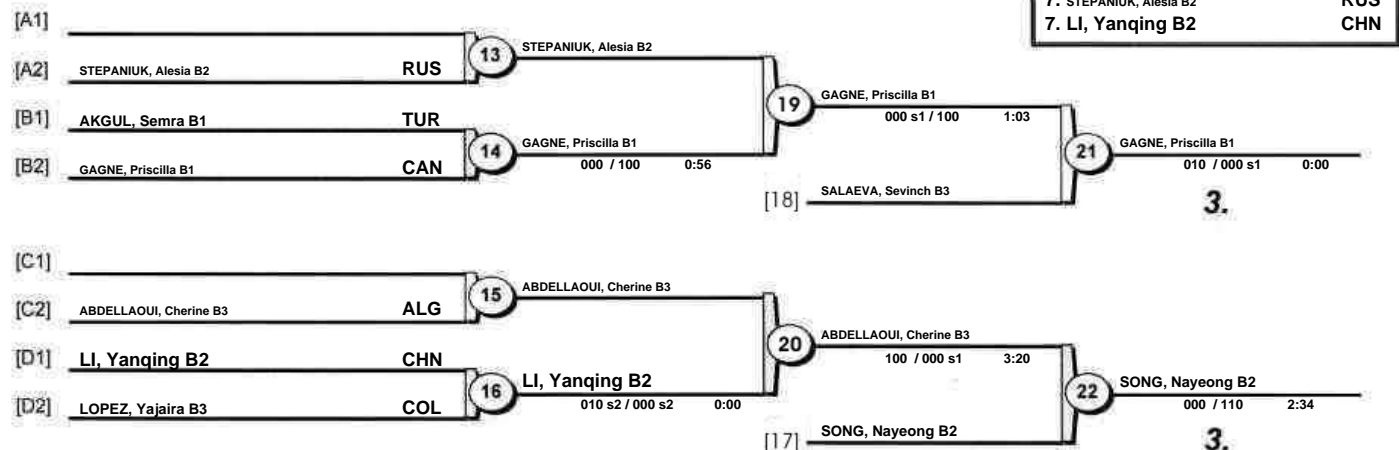 7. STEPANIUK, Alesia B2 RUS
7. LI, Yanqing B2 CHN
[A1]
13 STEPANIUK, Alesia B2
[A2] STEPANIUK, Alesia B2 RUS
19 GAGNE, Priscilla B1
000 s1 / 100 1:03
[B1] AKGUL, Semra B1 TUR
14 GAGNE, Priscilla B1
000 / 100 0:56
21 GAGNE, Priscilla B1
010 / 000 s1 0:00
[B2] GAGNE, Priscilla B1 CAN
[18] SALAEVA, Sevinch B3
3.
[C1]
15 ABDELLAOUI, Cherine B3
[C2] ABDELLAOUI, Cherine B3 ALG
20 ABDELLAOUI, Cherine B3
100 / 000 s1 3:20
[D1] LI, Yanqing B2 CHN
16 LI, Yanqing B2
010 s2 / 000 s2 0:00
22 SONG, Nayeong B2
000 / 110 2:34
[D2] LOPEZ, Yajaira B3 COL
[17] SONG, Nayeong B2
3.